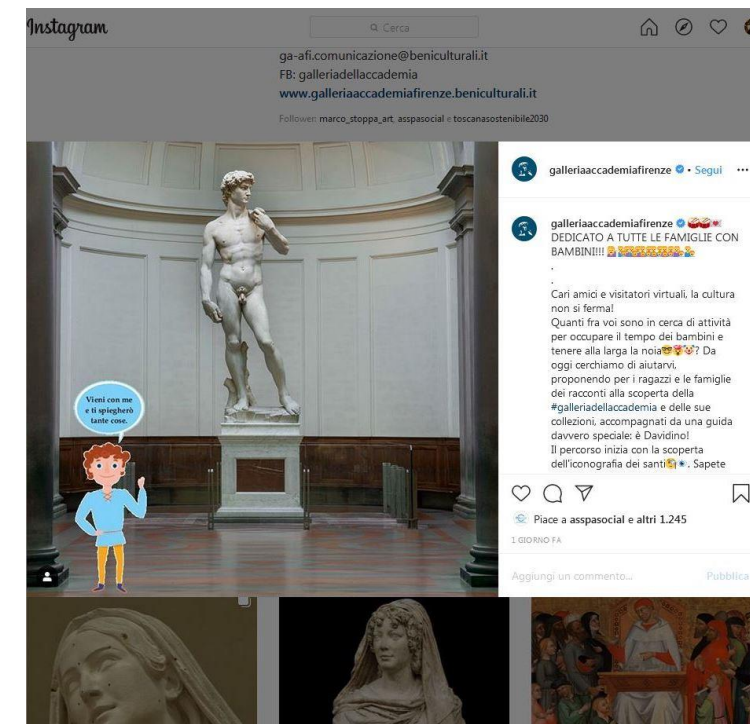 Instagram
Cerca
ga-afi.comunicazione@beniculturali.it
FB: galleriadellaccademia
www.galleriaaccademiafirenze.beniculturali.it
Follower: marco_stoppa_art, asspasocial e toscanasostenibile2030
galleriaaccademiafirenze • Segui
galleriaaccademiafirenze
DEDICATO A TUTTE LE FAMIGLIE CON
BAMBINI!!!
.
.
Cari amici e visitatori virtuali, la cultura
non si ferma!
Quanti fra voi sono in cerca di attività
per occupare il tempo dei bambini e
tenere alla larga la noia? Da
oggi cerchiamo di aiutarvi,
proponendo per i ragazzi e le famiglie
dei racconti alla scoperta della
#galleriadellaccademia e delle sue
collezioni, accompagnati da una guida
davvero speciale: è Davidino!
Il percorso inizia con la scoperta
dell'iconografia dei santi. Sapete
Vieni con me
e ti spiegherò
tante cose.
Piace a asspasocial e altri 1.245
1 GIORNO FA
Aggiungi un commento...
Pubblica